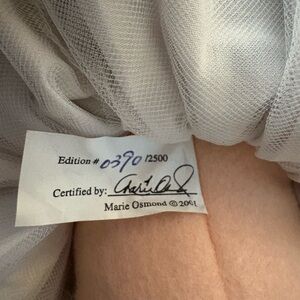 Edition # 0390 /2500
Certified by:
Marie Osmond © 2001